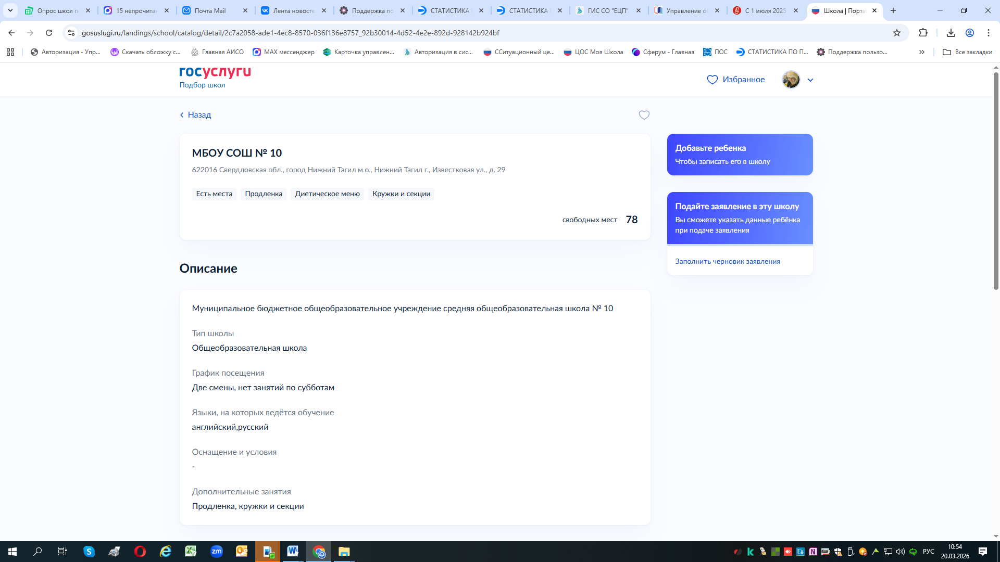 Опрос школ п
15 непрочитан
Почта Mail
Лента новосте
Поддержка по
СТАТИСТИКА
СТАТИСТИКА
ГИС СО "ЕЦП"
Управление об
С 1 июля 2025
Школа | Порта
gosuslugi.ru/landings/school/catalog/detail/2c7a2058-ade1-4ec8-8570-036f136e8757_92b30014-4d52-4e2e-892d-928142b924bf
Авторизация - Упр...
Скачать обложку с...
Главная АИСО
MAX мессенджер
Карточка управлен...
Авторизация в сис...
ССитуационный це...
ЦОС Моя Школа
Сферум - Главная
ПОС
СТАТИСТИКА ПО П...
Поддержка пользо...
Все закладки
госуслуги
Подбор школ
Избранное
Назад
МБОУ СОШ № 10
622016 Свердловская обл., город Нижний Тагил м.о., Нижний Тагил г., Известковая ул., д. 29
Есть места
Продленка
Диетическое меню
Кружки и секции
свободных мест 78
Добавьте ребенка
Чтобы записать его в школу
Подайте заявление в эту школу
Вы сможете указать данные ребёнка
при подаче заявления
Заполнить черновик заявления
Описание
Муниципальное бюджетное общеобразовательное учреждение средняя общеобразовательная школа № 10
Тип школы
Общеобразовательная школа
График посещения
Две смены, нет занятий по субботам
Языки, на которых ведётся обучение
английский,русский
Оснащение и условия
-
Дополнительные занятия
Продленка, кружки и секции
РУС
10:54
20.03.2026